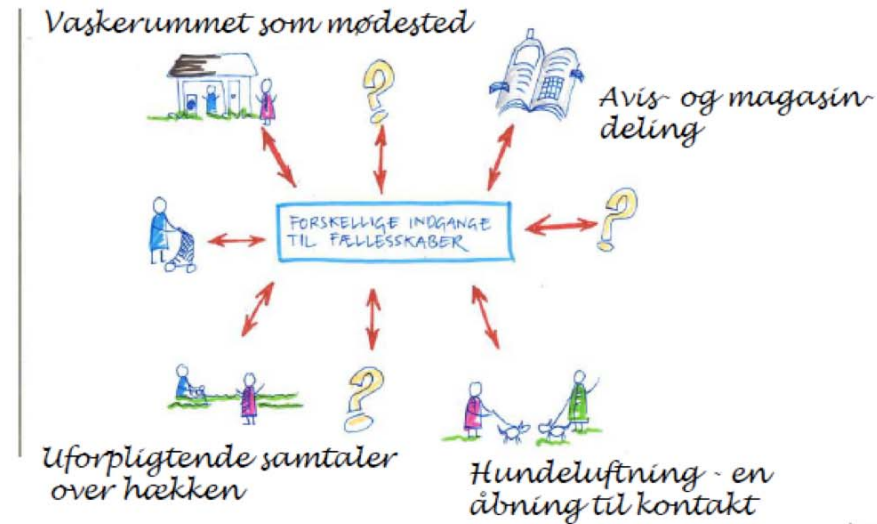 Vaskerummet som mødested
?
Avis- og magasin-
deling
FORSKELLIGE INDGANGE
TIL FÆLLESSKABER
?
?
Uforpligtende samtaler
over hækken
Hundeluftning - en
åbning til kontakt